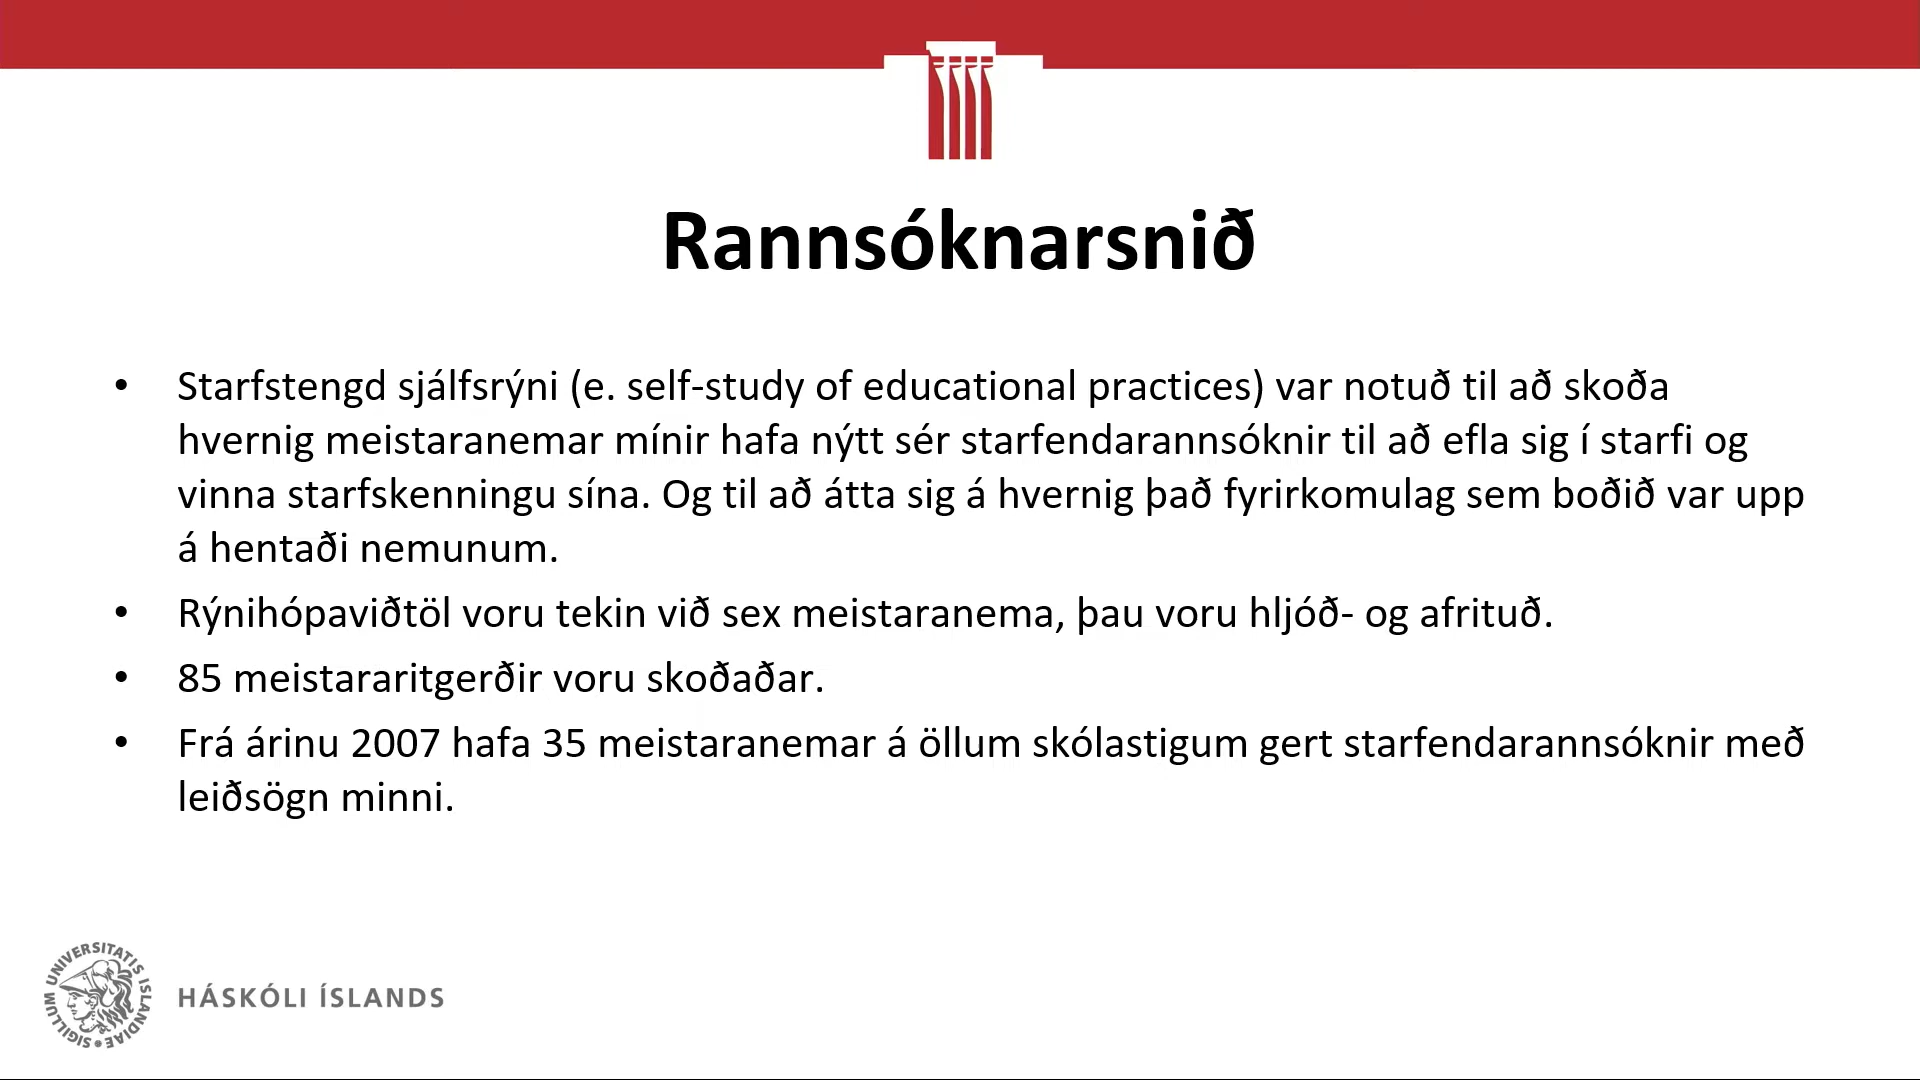 Rannsóknarsnið
• Starfstengd sjálfsrýni (e. self-study of educational practices) var notuð til að skoða
hvernig meistaranemar mínir hafa nýtt sér starfendarannsóknir til að efla sig í starfi og
vinna starfskenningu sína. Og til að átta sig á hvernig það fyrirkomulag sem boðið var upp
á hentaði nemunum.
• Rýnihópaviðtöl voru tekin við sex meistaranema, þau voru hljóð- og afrituð.
• 85 meistararitgerðir voru skoðaðar.
• Frá árinu 2007 hafa 35 meistaranemar á öllum skólastigum gert starfendarannsóknir með
leiðsögn minni.
SIGILLUM UNIVERSITATIS ISLANDIAE
HÁSKÓLI ÍSLANDS